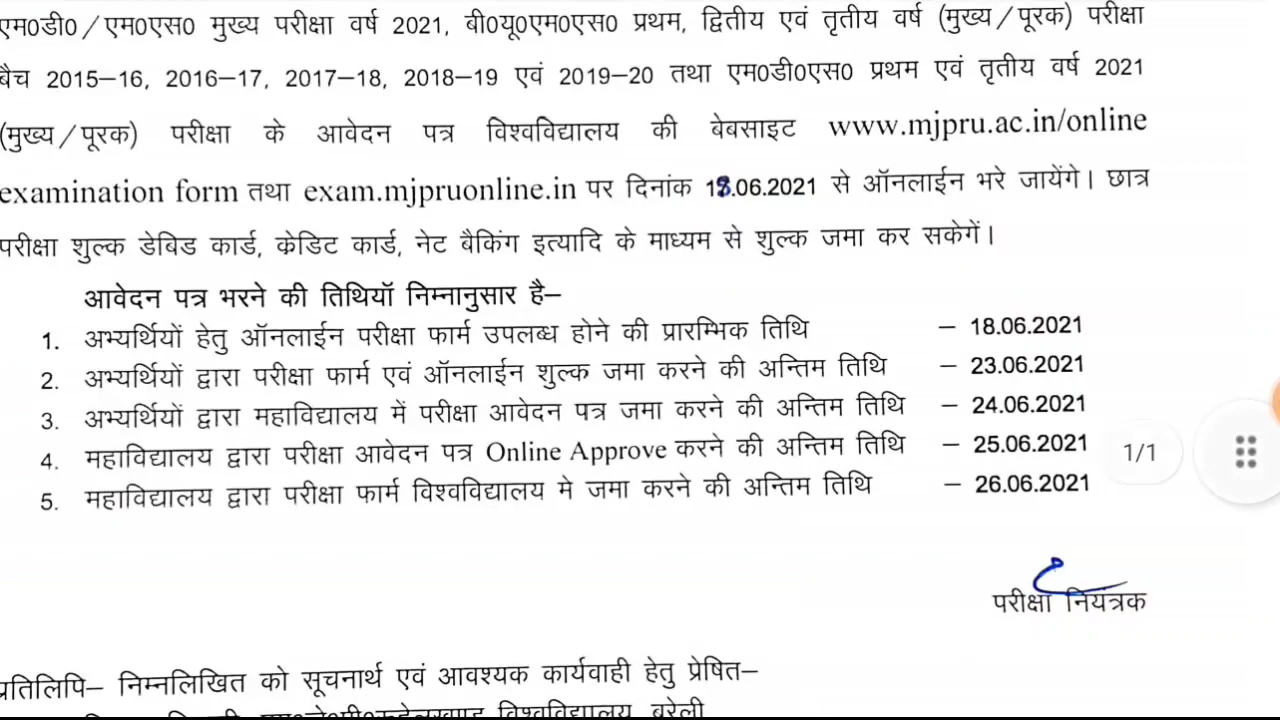 एम0डी0/एम0एस0 मुख्य परीक्षा वर्ष 2021, बी0यू0एम0एस0 प्रथम, द्वितीय एवं तृतीय वर्ष (मुख्य/पूरक) परीक्षा
बैच 2015–16, 2016–17, 2017–18, 2018–19 एवं 2019–20 तथा एम0डी0एस0 प्रथम एवं तृतीय वर्ष 2021
(मुख्य/पूरक) परीक्षा के आवेदन पत्र विश्वविद्यालय की बेबसाइट www.mjpru.ac.in/online
examination form तथा exam.mjpruonline.in पर दिनांक 18.06.2021 से ऑनलाईन भरे जायेंगे। छात्र
परीक्षा शुल्क डेबिड कार्ड, क्रेडिट कार्ड, नेट बैकिंग इत्यादि के माध्यम से शुल्क जमा कर सकेगें।
आवेदन पत्र भरने की तिथियॉ निम्नानुसार है–
1. अभ्यर्थियों हेतु ऑनलाईन परीक्षा फार्म उपलब्ध होने की प्रारम्भिक तिथि – 18.06.2021
2. अभ्यर्थियों द्वारा परीक्षा फार्म एवं ऑनलाईन शुल्क जमा करने की अन्तिम तिथि – 23.06.2021
3. अभ्यर्थियों द्वारा महाविद्यालय में परीक्षा आवेदन पत्र जमा करने की अन्तिम तिथि – 24.06.2021
4. महाविद्यालय द्वारा परीक्षा आवेदन पत्र Online Approve करने की अन्तिम तिथि – 25.06.2021
5. महाविद्यालय द्वारा परीक्षा फार्म विश्वविद्यालय मे जमा करने की अन्तिम तिथि – 26.06.2021
1/1
परीक्षा नियत्रक
प्रतिलिपि– निम्नलिखित को सूचनार्थ एवं आवश्यक कार्यवाही हेतु प्रेषित–
विश्वविद्यालय, बरेली